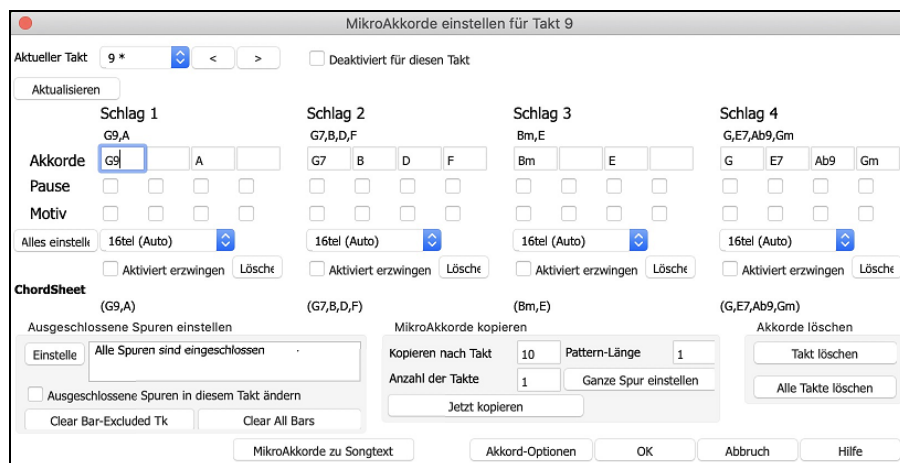 MikroAkkorde einstellen für Takt 9
Aktueller Takt 9 * < > Deaktiviert für diesen Takt
Aktualisieren
Schlag 1 Schlag 2 Schlag 3 Schlag 4
G9,A G7,B,D,F Bm,E G,E7,Ab9,Gm
Akkorde G9 A G7 B D F Bm E G E7 Ab9 Gm
Pause
Motiv
Alles einstelle 16tel (Auto) 16tel (Auto) 16tel (Auto) 16tel (Auto)
Aktiviert erzwingen Lösche Aktiviert erzwingen Lösche Aktiviert erzwingen Lösche Aktiviert erzwingen Lösche
ChordSheet
(G9,A) (G7,B,D,F) (Bm,E) (G,E7,Ab9,Gm)
Ausgeschlossene Spuren einstellen MikroAkkorde kopieren Akkorde löschen
Einstelle Alle Spuren sind eingeschlossen . Kopieren nach Takt 10 Pattern-Länge 1 Takt löschen
Anzahl der Takte 1 Ganze Spur einstellen Alle Takte löschen
Ausgeschlossene Spuren in diesem Takt ändern
Jetzt kopieren
Clear Bar-Excluded Tk Clear All Bars
MikroAkkorde zu Songtext Akkord-Optionen OK Abbruch Hilfe